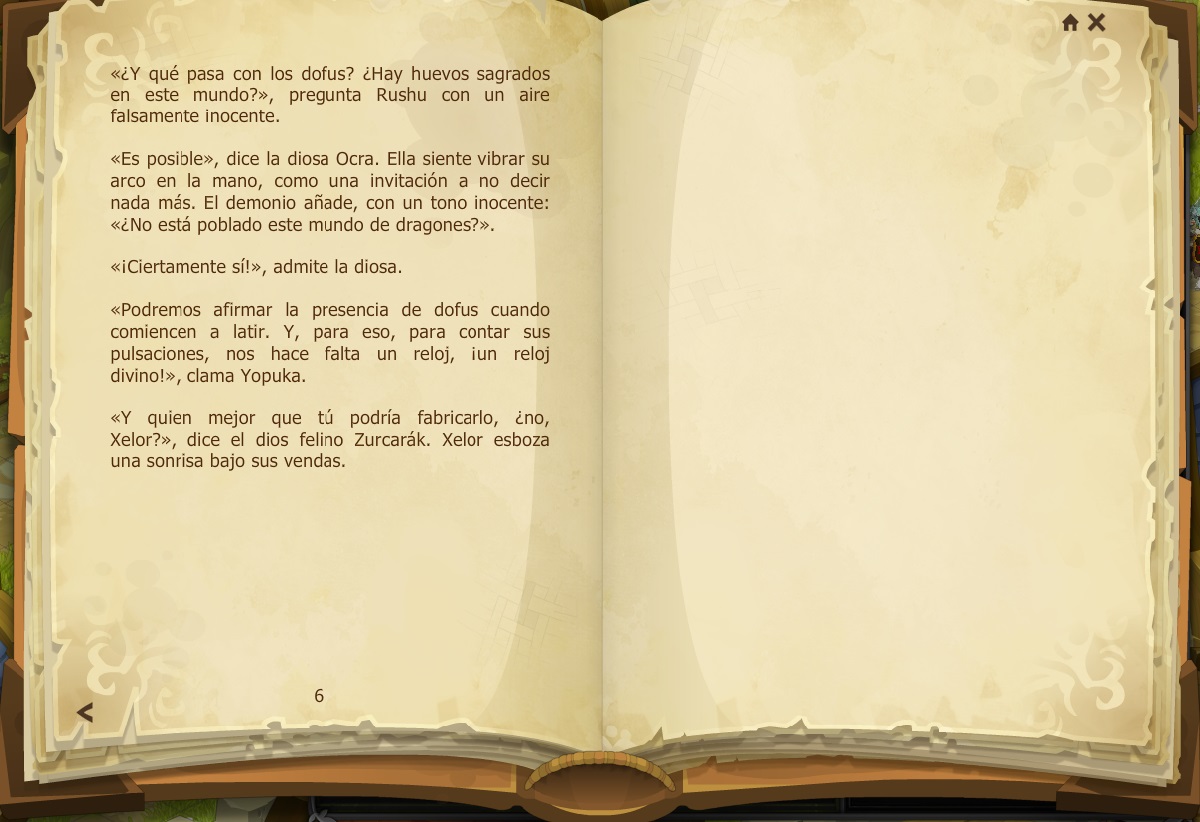 «¿Y qué pasa con los dofus? ¿Hay huevos sagrados
en este mundo?», pregunta Rushu con un aire
falsamente inocente.
«Es posible», dice la diosa Ocra. Ella siente vibrar su
arco en la mano, como una invitación a no decir
nada más. El demonio añade, con un tono inocente:
«¿No está poblado este mundo de dragones?».
«¡Ciertamente sí!», admite la diosa.
«Podremos afirmar la presencia de dofus cuando
comiencen a latir. Y, para eso, para contar sus
pulsaciones, nos hace falta un reloj, ¡un reloj
divino!», clama Yopuka.
«Y quien mejor que tú podría fabricarlo, ¿no,
Xelor?», dice el dios felino Zurcarák. Xelor esboza
una sonrisa bajo sus vendas.
6